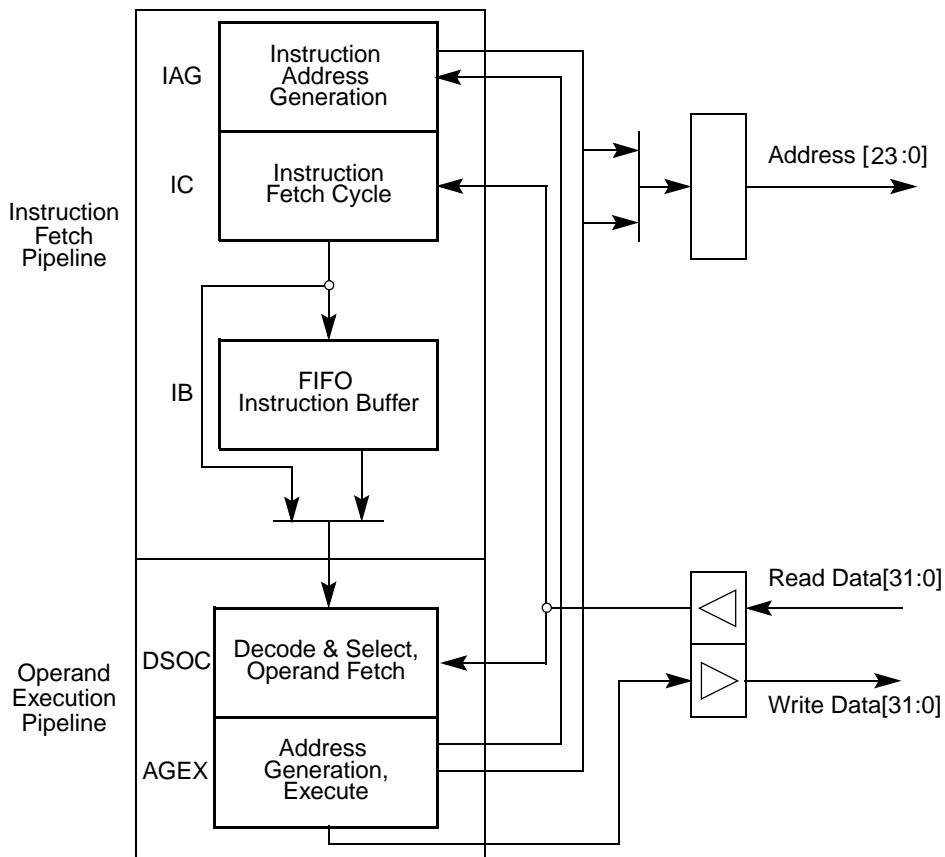 IAG
Instruction
Address
Generation
Address [23:0]
IC
Instruction
Fetch Cycle
Instruction
Fetch
Pipeline
IB
FIFO
Instruction Buffer
Read Data[31:0]
DSOC
Decode & Select,
Operand Fetch
Operand
Execution
Pipeline
Write Data[31:0]
AGEX
Address
Generation,
Execute